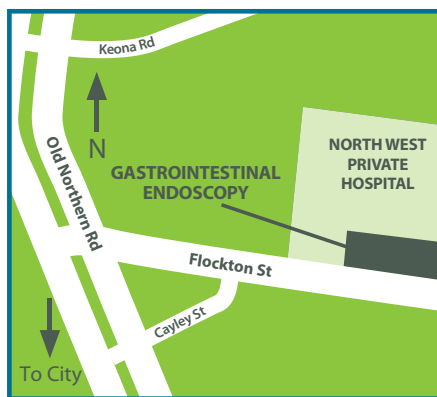 Keona Rd
N
Old Northern Rd
GASTROINTESTINAL
ENDOSCOPY
NORTH WEST
PRIVATE
HOSPITAL
Flockton St
Cayley St
To City